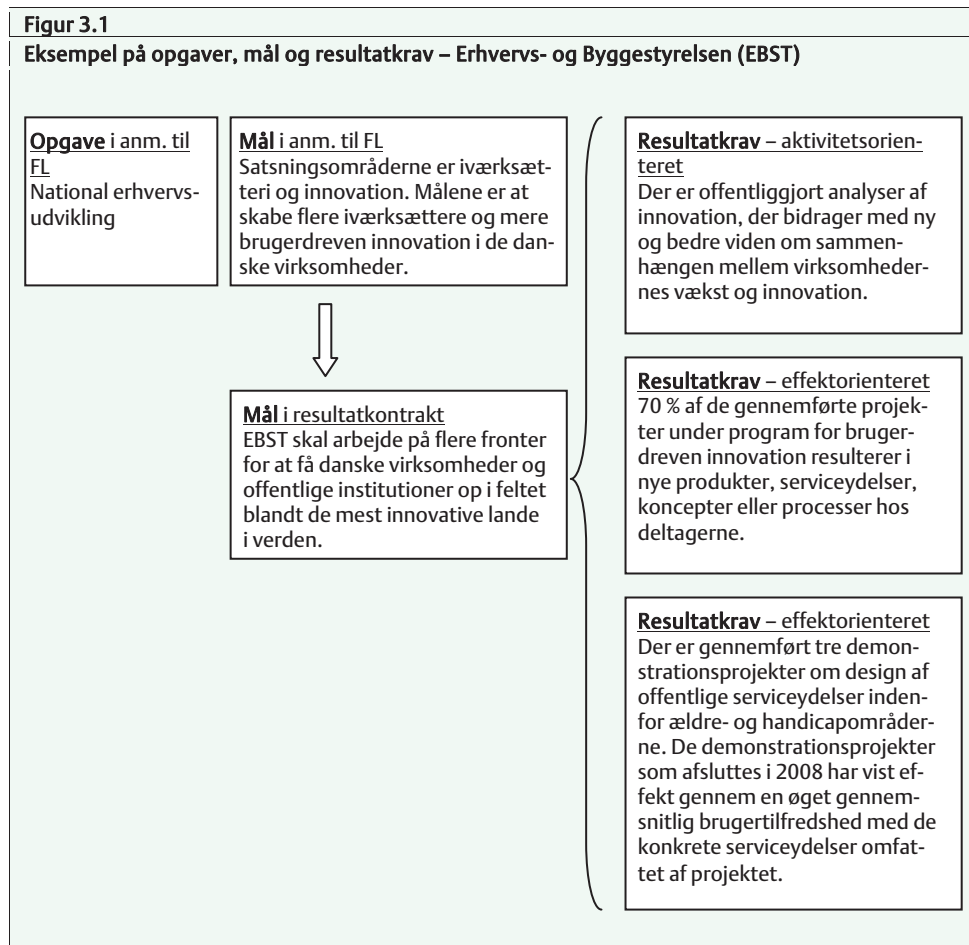 Figur 3.1
Eksempel på opgaver, mål og resultatkrav – Erhvervs- og Byggestyrelsen (EBST)
Opgave i anm. til
FL
National erhvervs-
udvikling
Mål i anm. til FL
Satsningsområderne er iværksæt-
teri og innovation. Målene er at
skabe flere iværksættere og mere
brugerdreven innovation i de dan-
ske virksomheder.
Mål i resultatkontrakt
EBST skal arbejde på flere fronter
for at få danske virksomheder og
offentlige institutioner op i feltet
blandt de mest innovative lande
i verden.
Resultatkrav – aktivitetsorien-
teret
Der er offentliggjort analyser af
innovation, der bidrager med ny
og bedre viden om sammen-
hængen mellem virksomheder-
nes vækst og innovation.
Resultatkrav – effektorienteret
70 % af de gennemførte projek-
ter under program for bruger-
dreven innovation resulterer i
nye produkter, serviceydelser,
koncepter eller processer hos
deltagerne.
Resultatkrav – effektorienteret
Der er gennemført tre demon-
strationsprojekter om design af
offentlige serviceydelser inden-
for ældre- og handicapområder-
ne. De demonstrationsprojekter
som afsluttes i 2008 har vist ef-
fekt gennem en øget gennem-
snitlig brugertilfredshed med de
konkrete serviceydelser omfat-
tet af projektet.